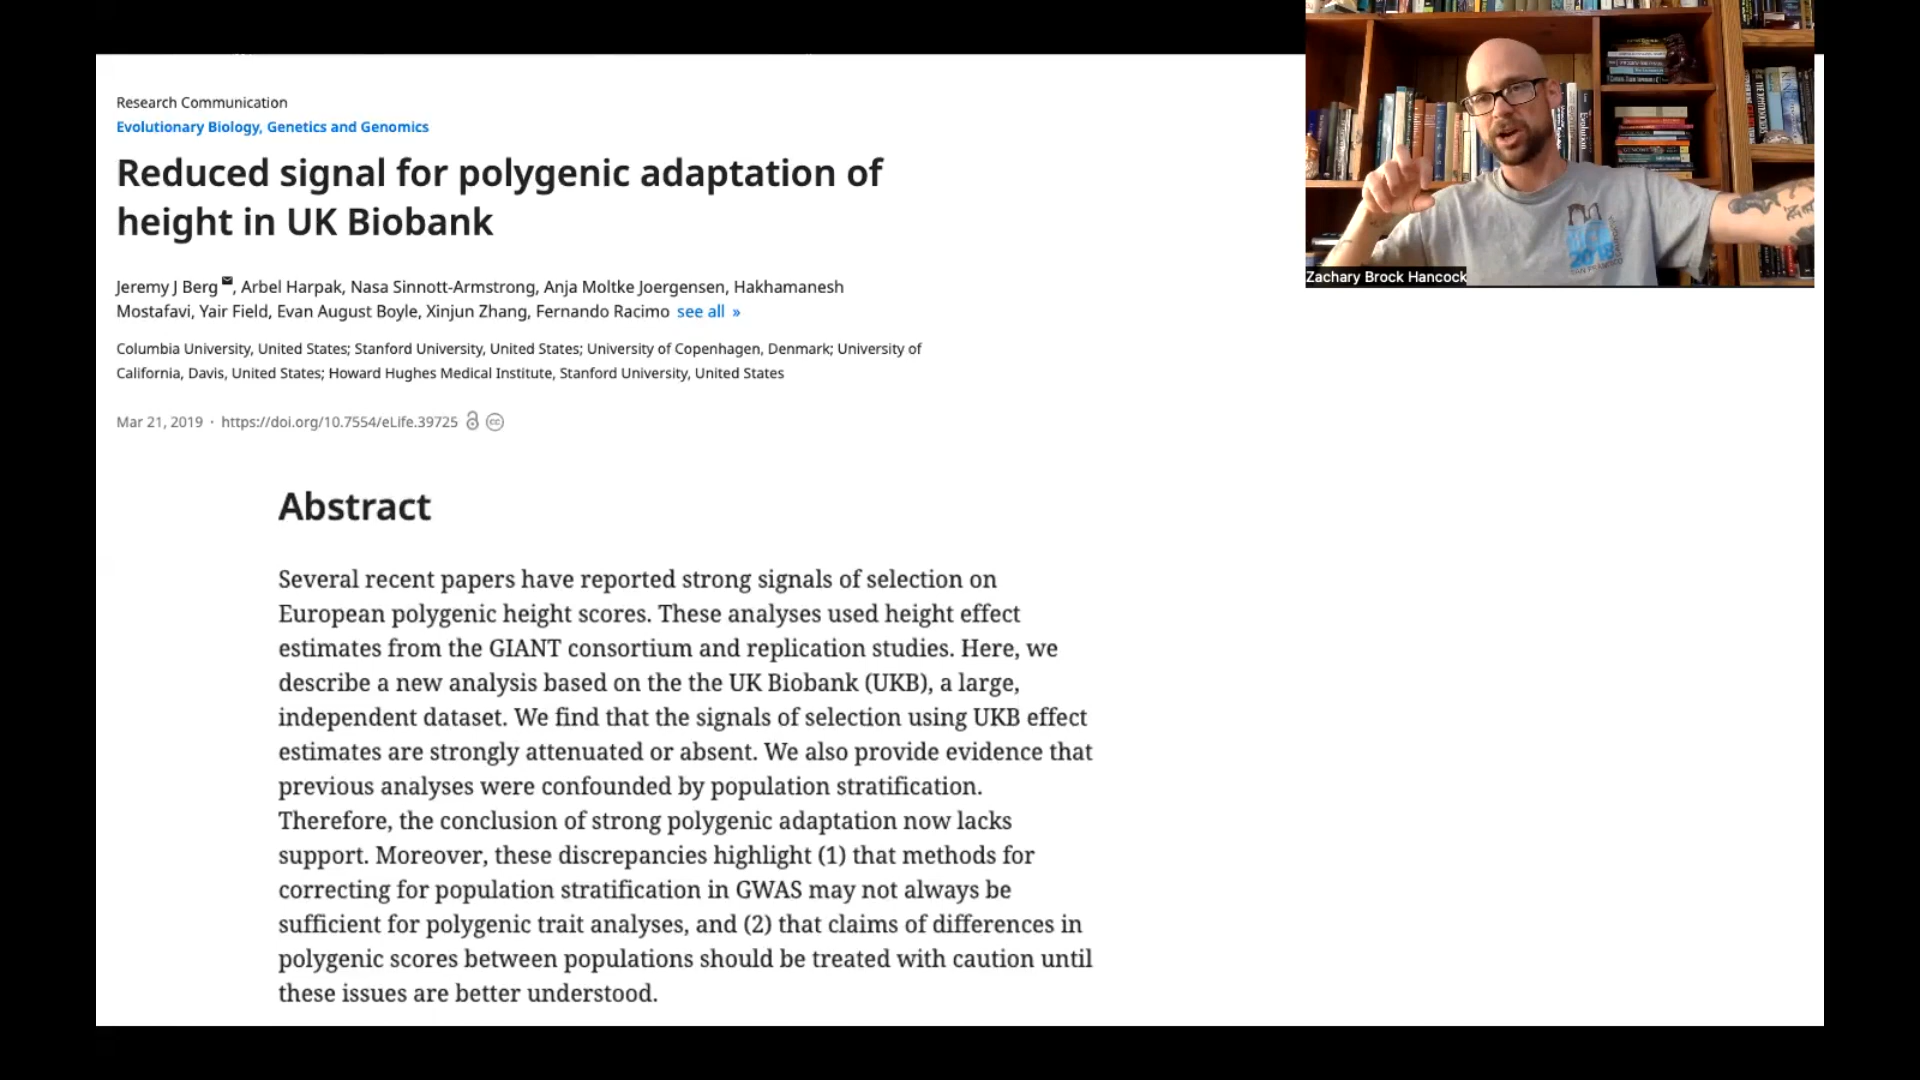 Research Communication
Evolutionary Biology, Genetics and Genomics
Reduced signal for polygenic adaptation of
height in UK Biobank
Jeremy J Berg, Arbel Harpak, Nasa Sinnott-Armstrong, Anja Moltke Joergensen, Hakhamanesh
Mostafavi, Yair Field, Evan August Boyle, Xinjun Zhang, Fernando Racimo see all »
Columbia University, United States; Stanford University, United States; University of Copenhagen, Denmark; University of
California, Davis, United States; Howard Hughes Medical Institute, Stanford University, United States
Mar 21, 2019 · https://doi.org/10.7554/eLife.39725 cc
Abstract
Several recent papers have reported strong signals of selection on
European polygenic height scores. These analyses used height effect
estimates from the GIANT consortium and replication studies. Here, we
describe a new analysis based on the the UK Biobank (UKB), a large,
independent dataset. We find that the signals of selection using UKB effect
estimates are strongly attenuated or absent. We also provide evidence that
previous analyses were confounded by population stratification.
Therefore, the conclusion of strong polygenic adaptation now lacks
support. Moreover, these discrepancies highlight (1) that methods for
correcting for population stratification in GWAS may not always be
sufficient for polygenic trait analyses, and (2) that claims of differences in
polygenic scores between populations should be treated with caution until
these issues are better understood.
Evolution
2018
Zachary Brock Hancock